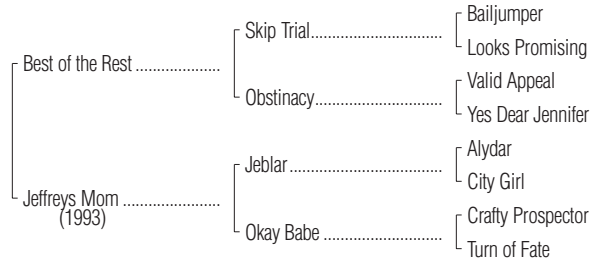 Bailjumper
Skip Trial
Looks Promising
Best of the Rest
Valid Appeal
Obstinacy
Yes Dear Jennifer
Alydar
Jeblar
City Girl
Jeffreys Mom
(1993)
Crafty Prospector
Okay Babe
Turn of Fate